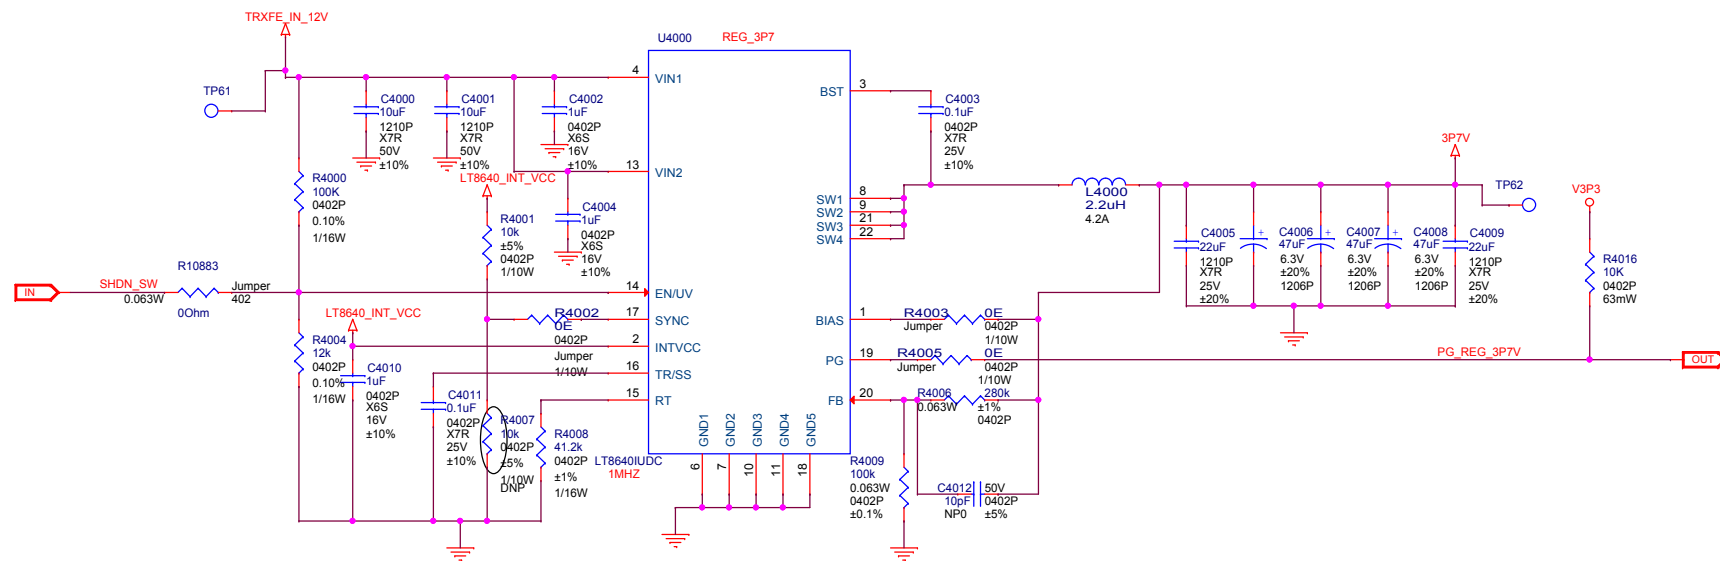 TRXFE_IN_12V
TP61
U4000
REG_3P7
C4000
10uF
1210P
X7R
50V
±10%
C4001
10uF
1210P
X7R
50V
±10%
C4002
1uF
0402P
X6S
16V
±10%
4
VIN1
13
VIN2
BST
3
C4003
0.1uF
0402P
X7R
25V
±10%
R4000
100K
0402P
0.10%
1/16W
LT8640_INT_VCC
R4001
10k
±5%
0402P
1/10W
C4004
1uF
0402P
X6S
16V
±10%
SW1
8
SW2
9
SW3
21
SW4
22
L4000
2.2uH
4.2A
3P7V
TP62
V3P3
C4005
22uF
1210P
X7R
25V
±20%
C4006
47uF
6.3V
±20%
1206P
C4007
47uF
6.3V
±20%
1206P
C4008
47uF
6.3V
±20%
1206P
C4009
22uF
1210P
X7R
25V
±20%
R4016
10K
0402P
63mW
IN
SHDN_SW
0.063W
R10883
0Ohm
Jumper
402
14
EN/UV
17
SYNC
2
INTVCC
16
TR/SS
15
RT
R4002
0E
0402P
Jumper
1/10W
LT8640_INT_VCC
R4004
12k
0402P
0.10%
1/16W
C4010
1uF
0402P
X6S
16V
±10%
C4011
0.1uF
0402P
X7R
25V
±10%
R4007
10k
0402P
±5%
1/10W
DNP
R4008
41.2k
0402P
±1%
1/16W
LT8640IUDC
1MHZ
GND1
GND2
GND3
GND4
GND5
6
7
10
11
18
BIAS
1
R4003
Jumper
0E
0402P
1/10W
PG
19
R4005
Jumper
0E
0402P
1/10W
PG_REG_3P7V
OUT
FB
20
R4006
0.063W
280k
±1%
0402P
R4009
100k
0.063W
0402P
±0.1%
C4012
10pF
NP0
50V
0402P
±5%